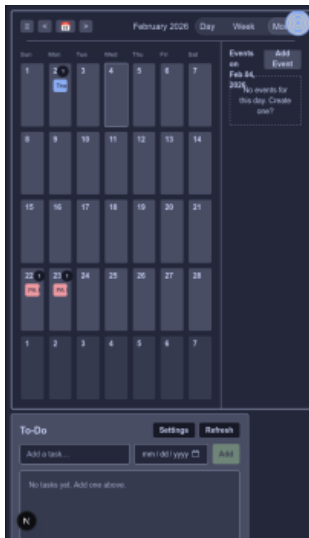 February 2026 Day Week
Sun Mon Tue Wed Thu Fri Sat
1 2 1 3 4 5 6 7
8 9 10 11 12 13 14
15 16 17 18 19 20 21
22 1 23 1 24 25 26 27 28
1 2 3 4 5 6 7
Events
on
Feb 04,
2026
Add
Event
No events for
this day. Create
one?
To-Do
Settings Refresh
Add a task...
mm/dd/yyyy
Add
No tasks yet. Add one above.
N